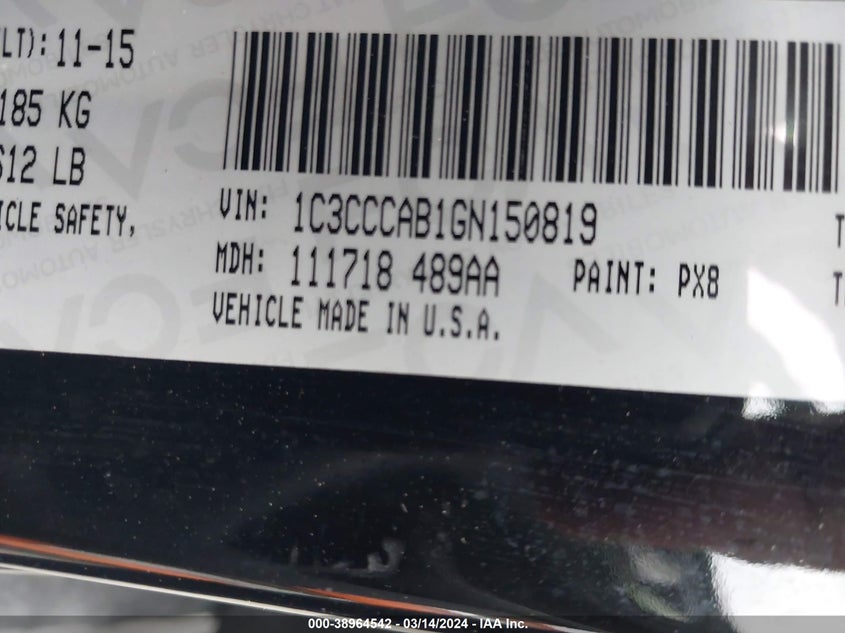 LT): 11-15
185 KG
612 LB
ICLE SAFETY,
VIN: 1C3CCCAB1GN150819
MDH: 111718 489AA PAINT: PX8
VEHICLE MADE IN U.S.A.
000-38964542 - 03/14/2024 - IAA, Inc.